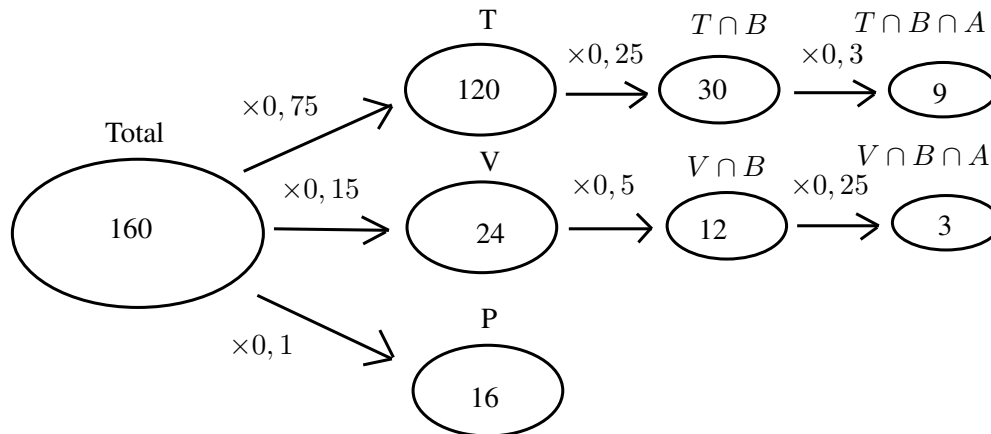 T
T ∩ B
T ∩ B ∩ A
×0, 25
×0, 3
120
30
9
×0, 75
Total
V
V ∩ B
V ∩ B ∩ A
×0, 15
×0, 5
×0, 25
160
24
12
3
P
×0, 1
16